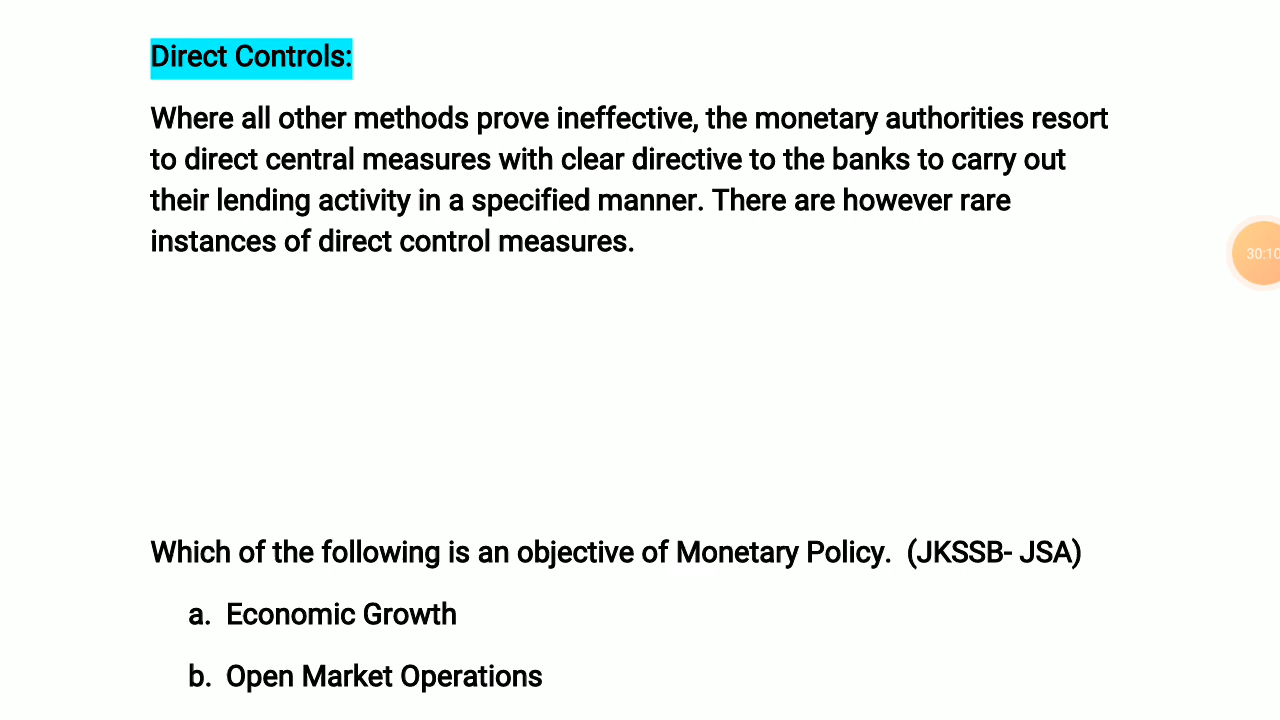 Direct Controls:
Where all other methods prove ineffective, the monetary authorities resort
to direct central measures with clear directive to the banks to carry out
their lending activity in a specified manner. There are however rare
instances of direct control measures.
30:10
Which of the following is an objective of Monetary Policy. (JKSSB- JSA)
a. Economic Growth
b. Open Market Operations